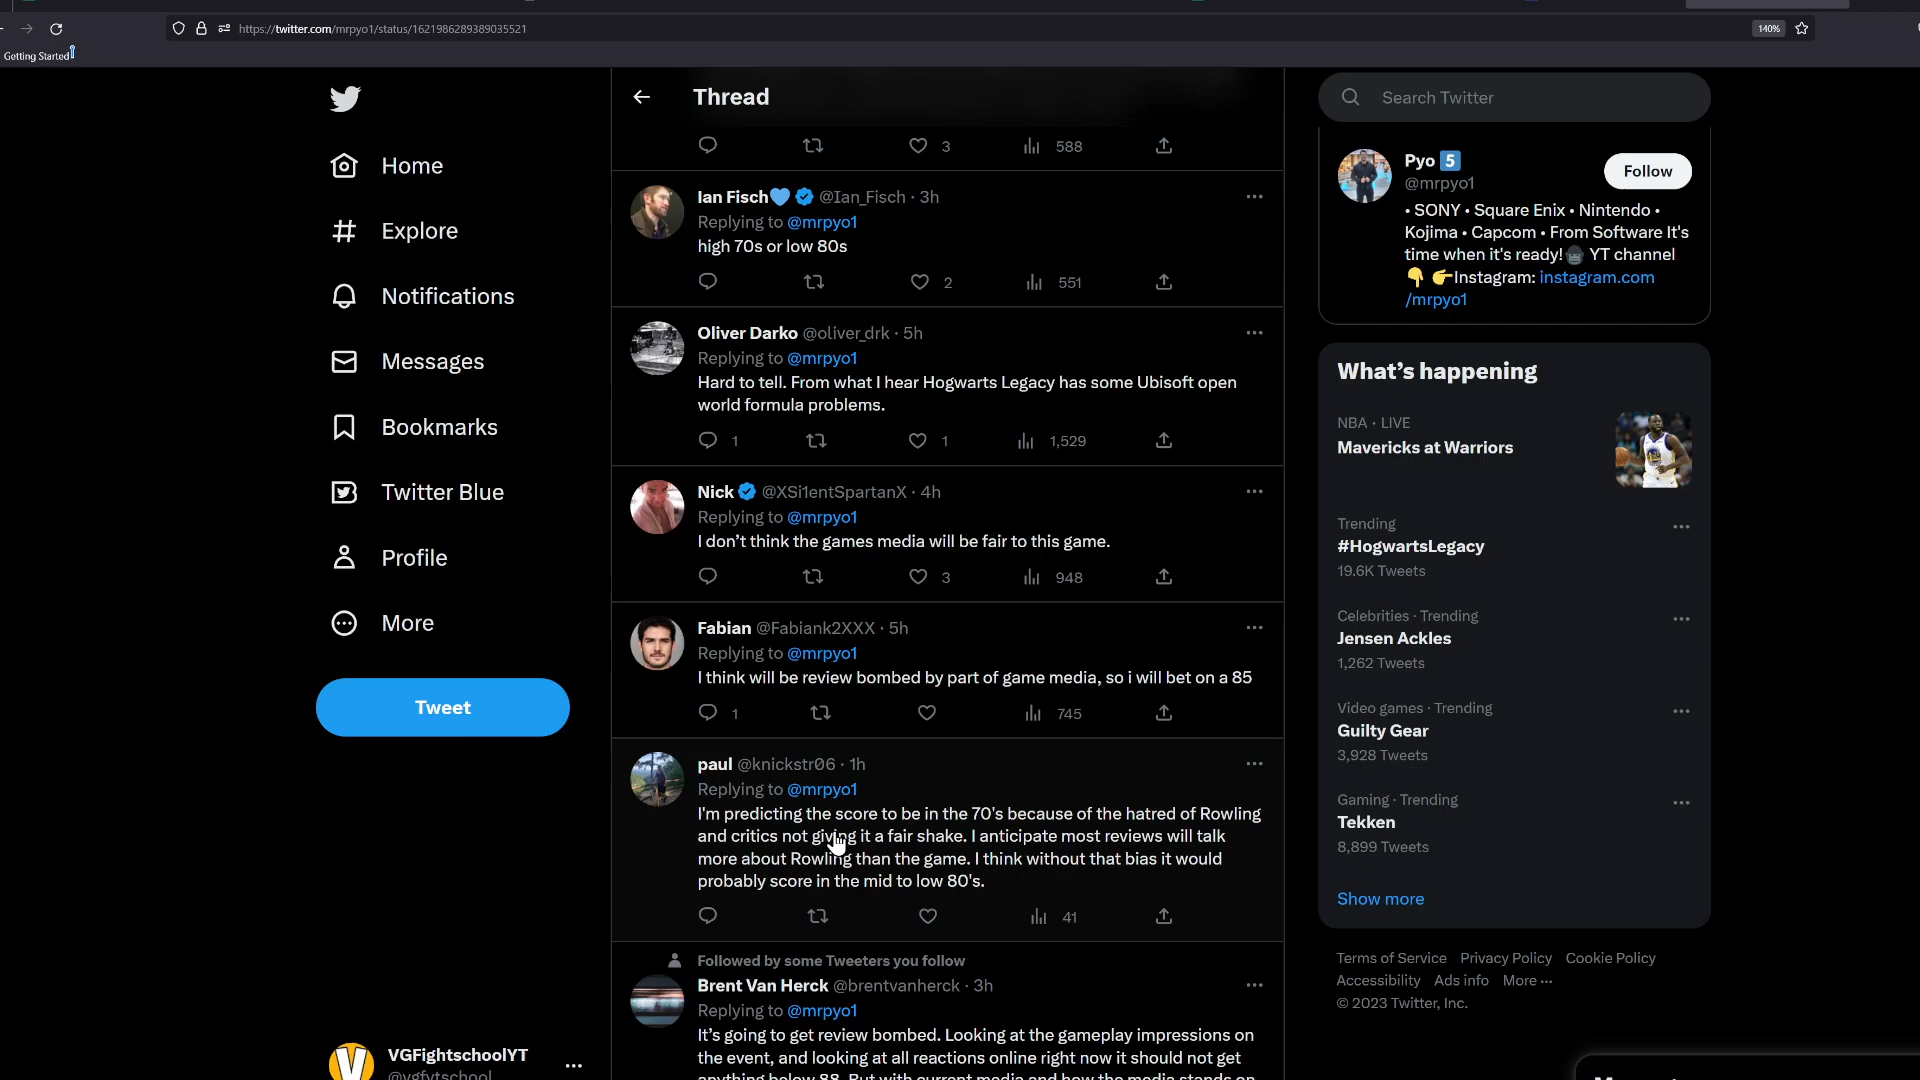 https://twitter.com/mrpyo1/status/1621986289389035521
140%
Getting Started
Home
Explore
Notifications
Messages
Bookmarks
Twitter Blue
Profile
More
Tweet
VGFightschoolYT
@vgfytschool
Thread
3
588
Ian Fisch @Ian_Fisch · 3h
Replying to @mrpyo1
high 70s or low 80s
2
551
Oliver Darko @oliver_drk · 5h
Replying to @mrpyo1
Hard to tell. From what I hear Hogwarts Legacy has some Ubisoft open
world formula problems.
1
1
1,529
Nick @XSi1entSpartanX · 4h
Replying to @mrpyo1
I don't think the games media will be fair to this game.
3
948
Fabian @Fabiank2XXX · 5h
Replying to @mrpyo1
I think will be review bombed by part of game media, so i will bet on a 85
1
745
paul @knickstr06 · 1h
Replying to @mrpyo1
I'm predicting the score to be in the 70's because of the hatred of Rowling
and critics not giving it a fair shake. I anticipate most reviews will talk
more about Rowling than the game. I think without that bias it would
probably score in the mid to low 80's.
41
Followed by some Tweeters you follow
Brent Van Herck @brentvanherck · 3h
Replying to @mrpyo1
It's going to get review bombed. Looking at the gameplay impressions on
the event, and looking at all reactions online right now it should not get
anything below 88. But with current media and how the media stands on
Search Twitter
Pyo 5
@mrpyo1
Follow
• SONY • Square Enix • Nintendo •
Kojima • Capcom • From Software It's
time when it's ready! YT channel
Instagram: instagram.com
/mrpyo1
What's happening
NBA · LIVE
Mavericks at Warriors
Trending
#HogwartsLegacy
19.6K Tweets
Celebrities · Trending
Jensen Ackles
1,262 Tweets
Video games · Trending
Guilty Gear
3,928 Tweets
Gaming · Trending
Tekken
8,899 Tweets
Show more
Terms of Service Privacy Policy Cookie Policy
Accessibility Ads info More ···
© 2023 Twitter, Inc.